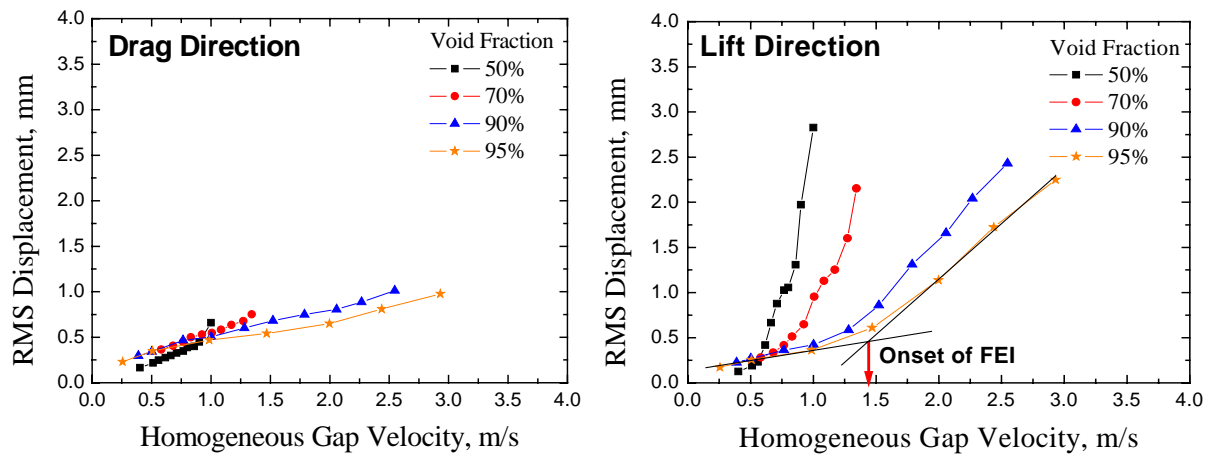 Drag Direction
Void Fraction
50%
70%
90%
95%
RMS Displacement, mm
4.0
3.5
3.0
2.5
2.0
1.5
1.0
0.5
0.0
0.0 0.5 1.0 1.5 2.0 2.5 3.0 3.5 4.0
Homogeneous Gap Velocity, m/s
Lift Direction
Void Fraction
50%
70%
90%
95%
Onset of FEI
RMS Displacement, mm
4.0
3.5
3.0
2.5
2.0
1.5
1.0
0.5
0.0
0.0 0.5 1.0 1.5 2.0 2.5 3.0 3.5 4.0
Homogeneous Gap Velocity, m/s